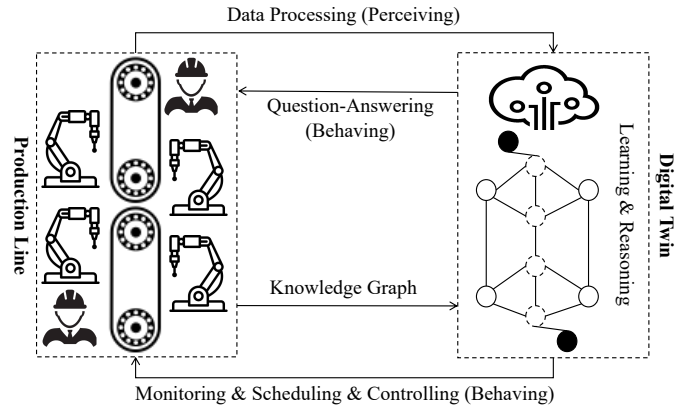 Data Processing (Perceiving)
Question-Answering
(Behaving)
Production Line
Learning & Reasoning
Digital Twin
Knowledge Graph
Monitoring & Scheduling & Controlling (Behaving)